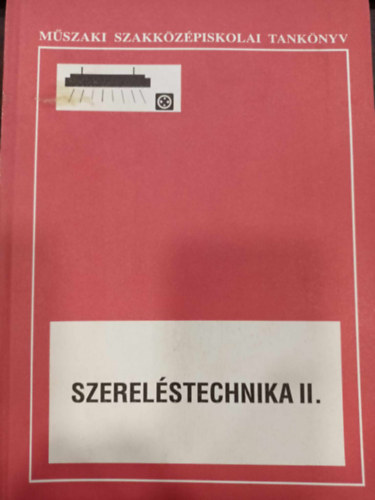 MŰSZAKI SZAKKÖZÉPISKOLAI TANKÖNYV
SZERELÉSTECHNIKA II.